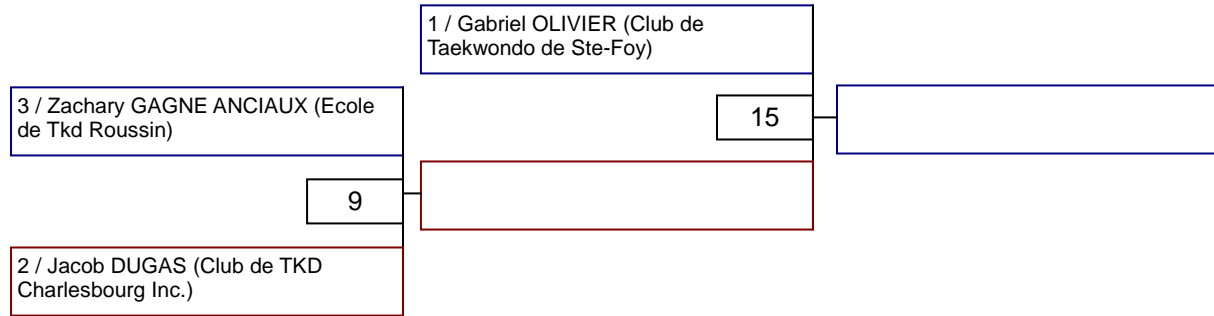 1 / Gabriel OLIVIER (Club de
Taekwondo de Ste-Foy)
3 / Zachary GAGNE ANCIAUX (Ecole
de Tkd Roussin)
15
9
2 / Jacob DUGAS (Club de TKD
Charlesbourg Inc.)